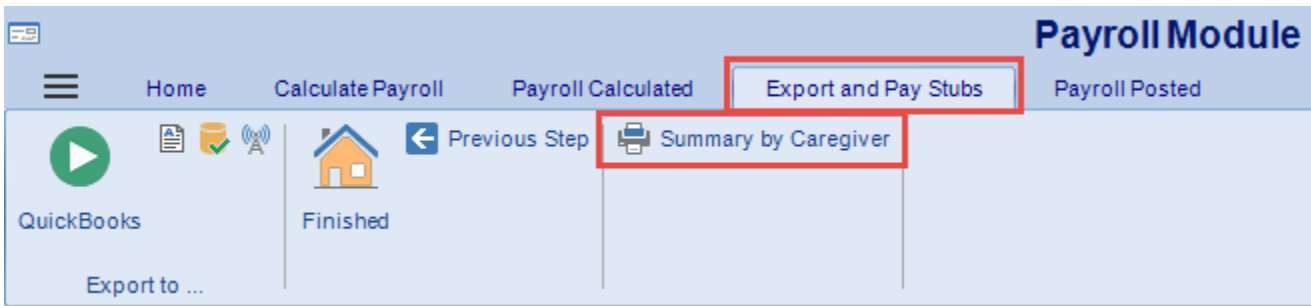 Payroll Module
Home Calculate Payroll Payroll Calculated Export and Pay Stubs Payroll Posted
Previous Step Summary by Caregiver
QuickBooks Finished
Export to ...